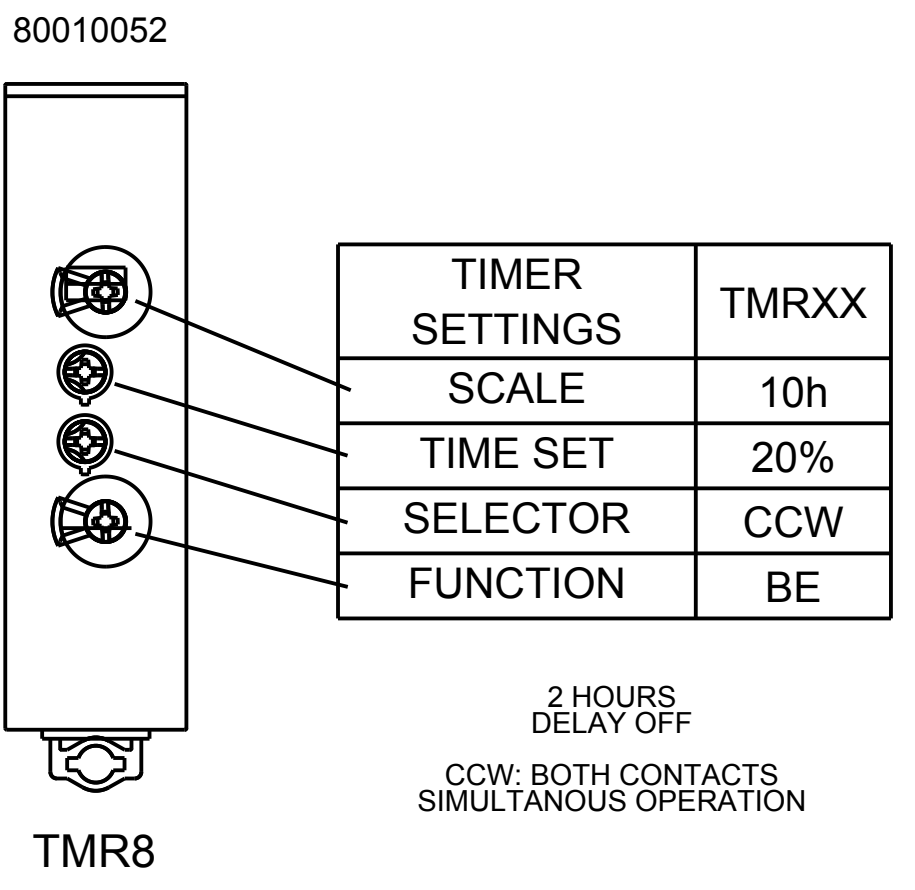 80010052
TIMER
SETTINGS
TMRXX
SCALE
10h
TIME SET
20%
SELECTOR
CCW
FUNCTION
BE
2 HOURS
DELAY OFF
CCW: BOTH CONTACTS
SIMULTANOUS OPERATION
TMR8